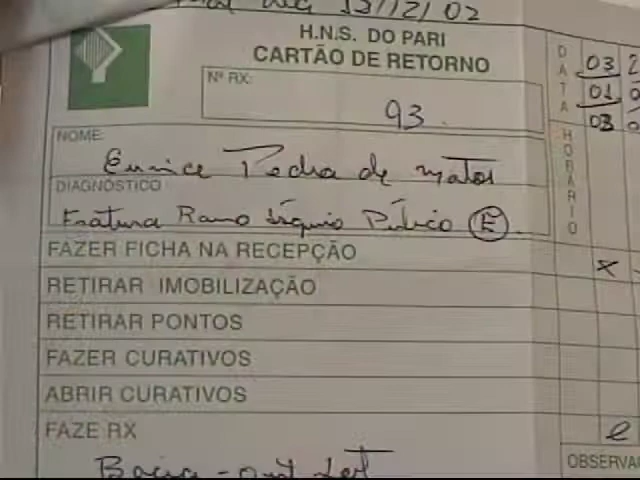 13/12/02
H.N.S. DO PARI
CARTÃO DE RETORNO
Nº RX:
93
NOME:
Eunice Pedra de Matos
DIAGNÓSTICO
Fratura Ramo Ísquio Púbico (E)
FAZER FICHA NA RECEPÇÃO
RETIRAR IMOBILIZAÇÃO
RETIRAR PONTOS
FAZER CURATIVOS
ABRIR CURATIVOS
FAZE RX
Bacia -
DATA
03
01
03
HORÁRIO
x
e
OBSERVA